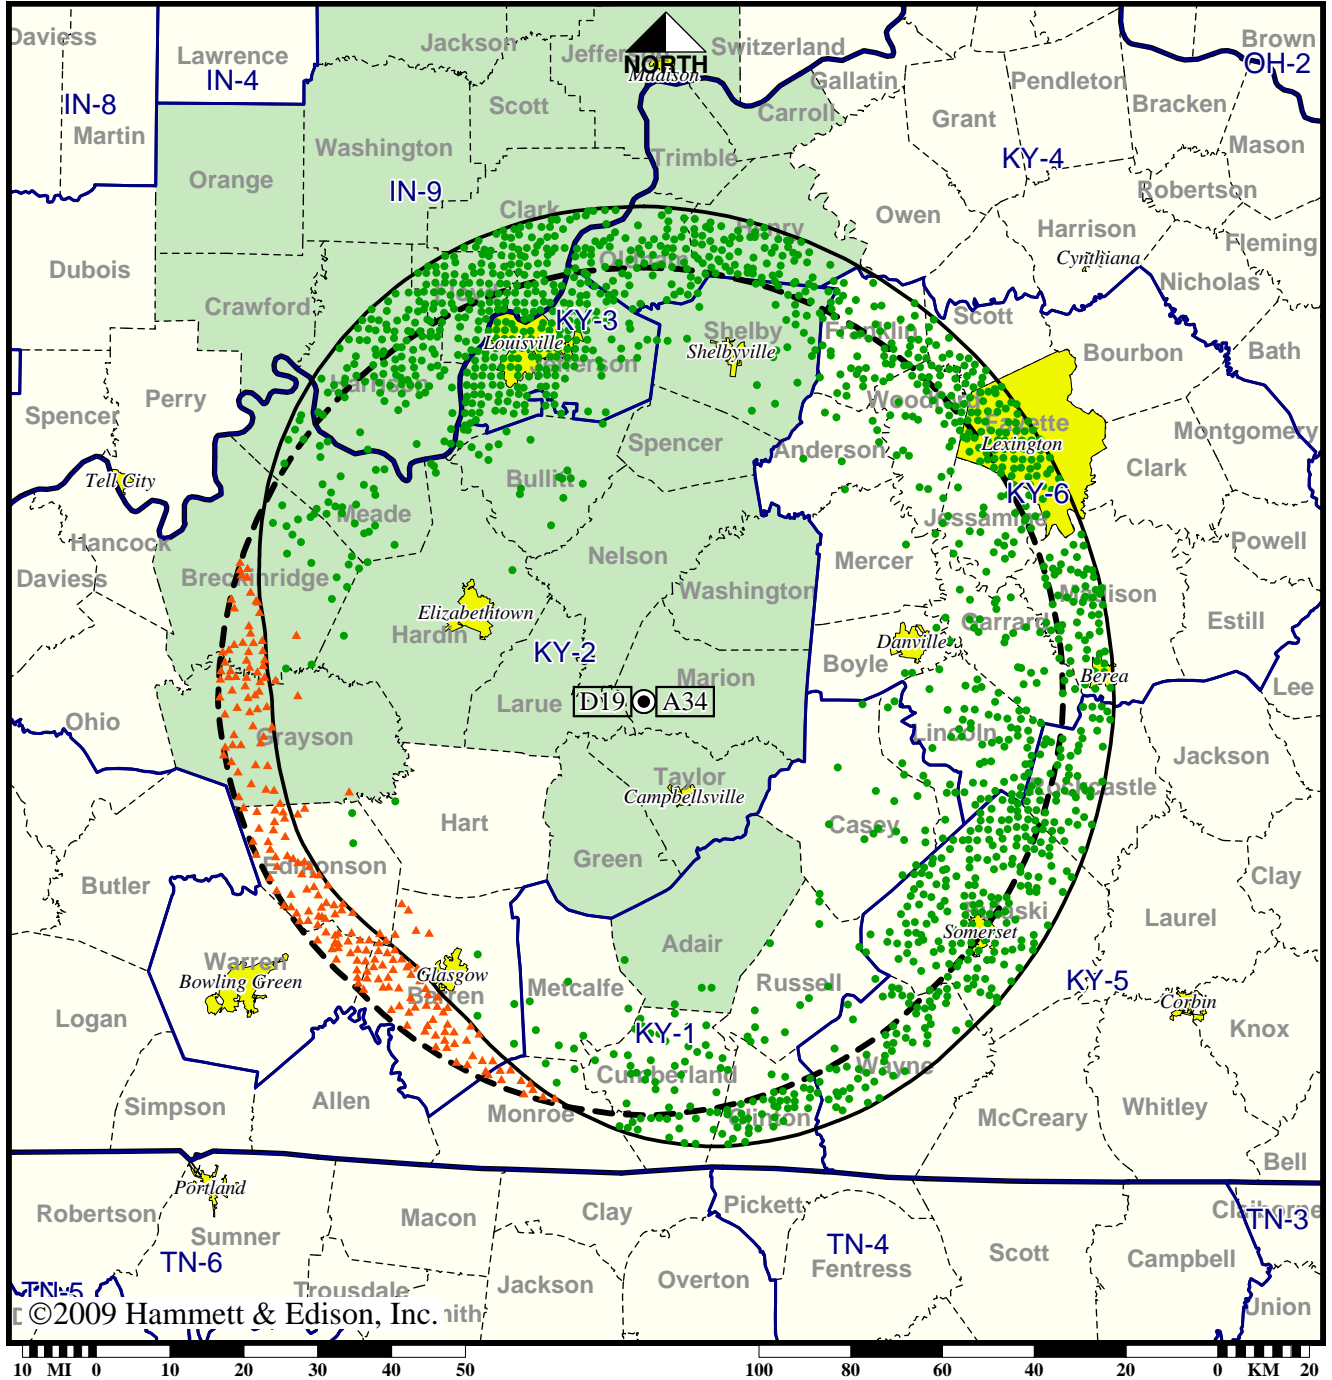 Daviess
Jackson
Jefferson
Switzerland
Brown
Lawrence
NORTH
OH-2
IN-4
Madison
Gallatin
Pendleton
IN-8
Scott
Carroll
Bracken
Martin
Grant
Washington
Trimble
KY-4
Mason
Orange
IN-9
Robertson
Clark
Owen
Harrison
Henry
Fleming
Dubois
Oldham
Cynthiana
Nicholas
Crawford
Floyd
KY-3
Shelby
Franklin
Scott
Louisville
Shelbyville
Bourbon
Bath
Jefferson
Harrison
Perry
Woodford
Spencer
Fayette
Montgomery
Spencer
Anderson
Lexington
Clark
Tell City
Bullitt
KY-6
Meade
Jessamine
Hancock
Nelson
Mercer
Powell
Daviess
Breckinridge
Washington
Madison
Elizabethtown
Garrard
Estill
Hardin
Danville
KY-2
Boyle
Marion
Berea
Lee
Larue
D19
A34
Ohio
Grayson
Lincoln
Jackson
Taylor
Rockcastle
Campbellsville
Hart
Casey
Green
Edmonson
Butler
Clay
Pulaski
Laurel
Somerset
Adair
Warren
Glasgow
Bowling Green
KY-5
Metcalfe
Russell
Barren
Corbin
Logan
KY-1
Knox
Wayne
Cumberland
Simpson
Allen
Monroe
Clinton
McCreary
Whitley
Bell
Portland
Robertson
Macon
Clay
Pickett
Claiborne
TN-3
Sumner
TN-4
Scott
Campbell
TN-6
Fentress
Jackson
Overton
TN-5
Trousdale
Union
©2009 Hammett & Edison, Inc.
10 MI 0 10 20 30 40 50 100 80 60 40 20 0 KM 20